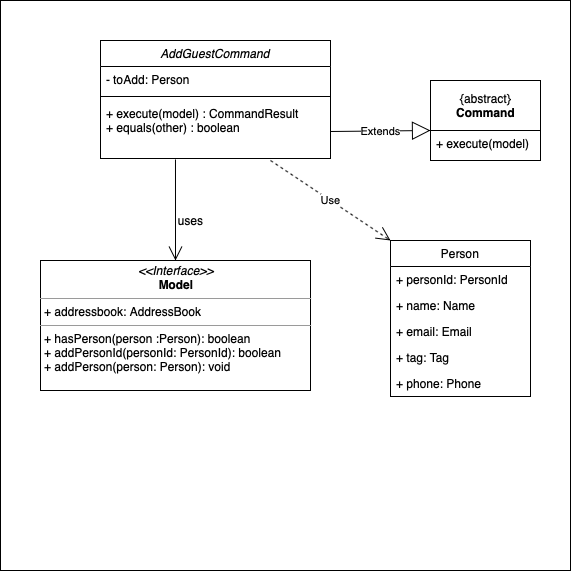 AddGuestCommand
- toAdd: Person
+ execute(model) : CommandResult
+ equals(other) : boolean
Extends
{abstract}
Command
+ execute(model)
uses
Use
<<Interface>>
Model
+ addressbook: AddressBook
+ hasPerson(person :Person): boolean
+ addPersonId(personId: PersonId): boolean
+ addPerson(person: Person): void
Person
+ personId: PersonId
+ name: Name
+ email: Email
+ tag: Tag
+ phone: Phone